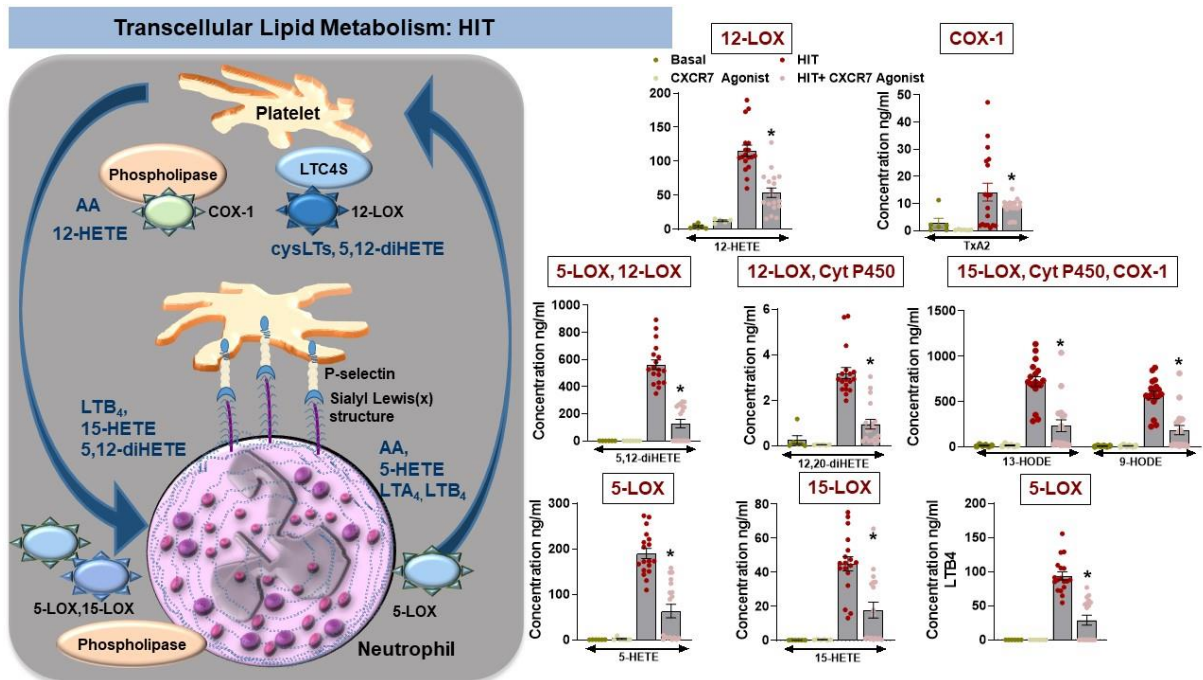 Transcellular Lipid Metabolism: HIT
Platelet
Phospholipase
COX-1
LTC4S
12-LOX
AA
12-HETE
cysLTs, 5,12-diHETE
P-selectin
Sialyl Lewis(x)
structure
LTB4,
15-HETE
5,12-diHETE
AA,
5-HETE
LTA4, LTB4
5-LOX,15-LOX
5-LOX
Phospholipase
Neutrophil
12-LOX
Basal
HIT
CXCR7 Agonist
HIT+ CXCR7 Agonist
Concentration ng/ml
200
150
100
50
0
*
12-HETE
COX-1
Concentration ng/ml
50
40
30
20
10
0
*
TxA2
5-LOX, 12-LOX
Concentration ng/ml
1000
800
600
400
200
0
*
5,12-diHETE
12-LOX, Cyt P450
Concentration ng/ml
6
4
2
0
*
12,20-diHETE
15-LOX, Cyt P450, COX-1
Concentration ng/ml
1500
1000
500
0
*
*
13-HODE
9-HODE
5-LOX
Concentration ng/ml
300
200
100
0
*
5-HETE
15-LOX
Concentration ng/ml
80
60
40
20
0
*
15-HETE
5-LOX
Concentration ng/ml
LTB4
200
150
100
50
0
*